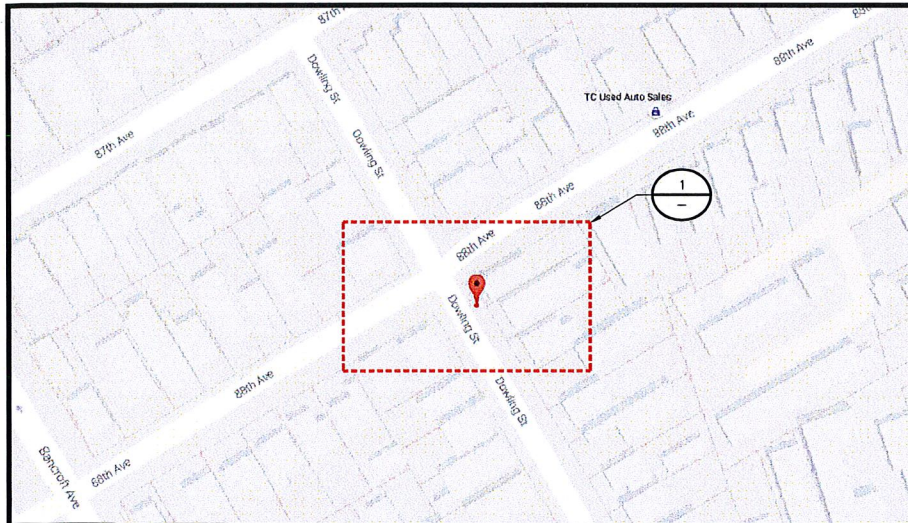 87th
88th
Dowling St
88th Ave
TC Used Auto Sales
88th Ave
87th Ave
Dowling St
1
–
88th Ave
88th Ave
Dowling St
88th Ave
Dowling St
88th Ave
Bancroft Ave